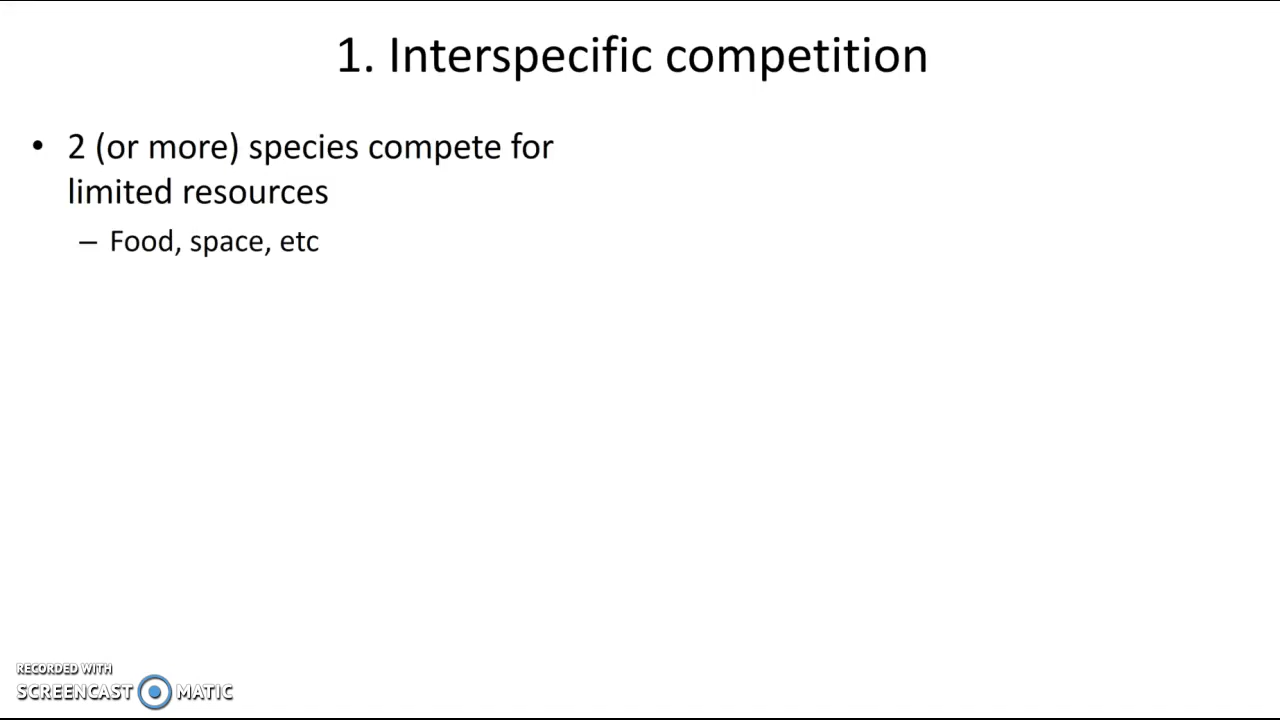 1. Interspecific competition
• 2 (or more) species compete for
limited resources
– Food, space, etc
RECORDED WITH
SCREENCAST MATIC